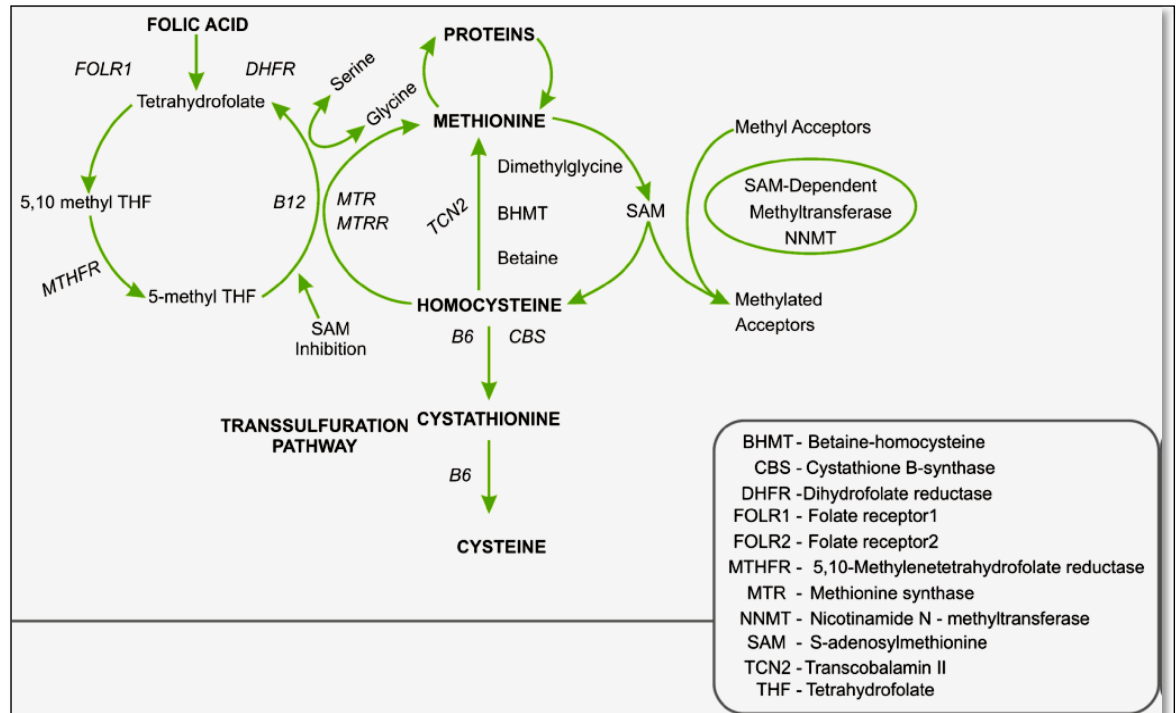 FOLIC ACID
FOLR1
DHFR
Tetrahydrofolate
Serine
Glycine
5,10 methyl THF
B12
MTHFR
5-methyl THF
SAM
Inhibition
MTR
MTRR
PROTEINS
METHIONINE
TCN2
Dimethylglycine
BHMT
Betaine
HOMOCYSTEINE
SAM
Methyl Acceptors
SAM-Dependent
Methyltransferase
NNMT
Methylated
Acceptors
B6
CBS
TRANSSULFURATION
PATHWAY
CYSTATHIONINE
B6
CYSTEINE
BHMT - Betaine-homocysteine
CBS - Cystathione B-synthase
DHFR -Dihydrofolate reductase
FOLR1 - Folate receptor1
FOLR2 - Folate receptor2
MTHFR - 5,10-Methylenetetrahydrofolate reductase
MTR - Methionine synthase
NNMT - Nicotinamide N - methyltransferase
SAM - S-adenosylmethionine
TCN2 - Transcobalamin II
THF - Tetrahydrofolate